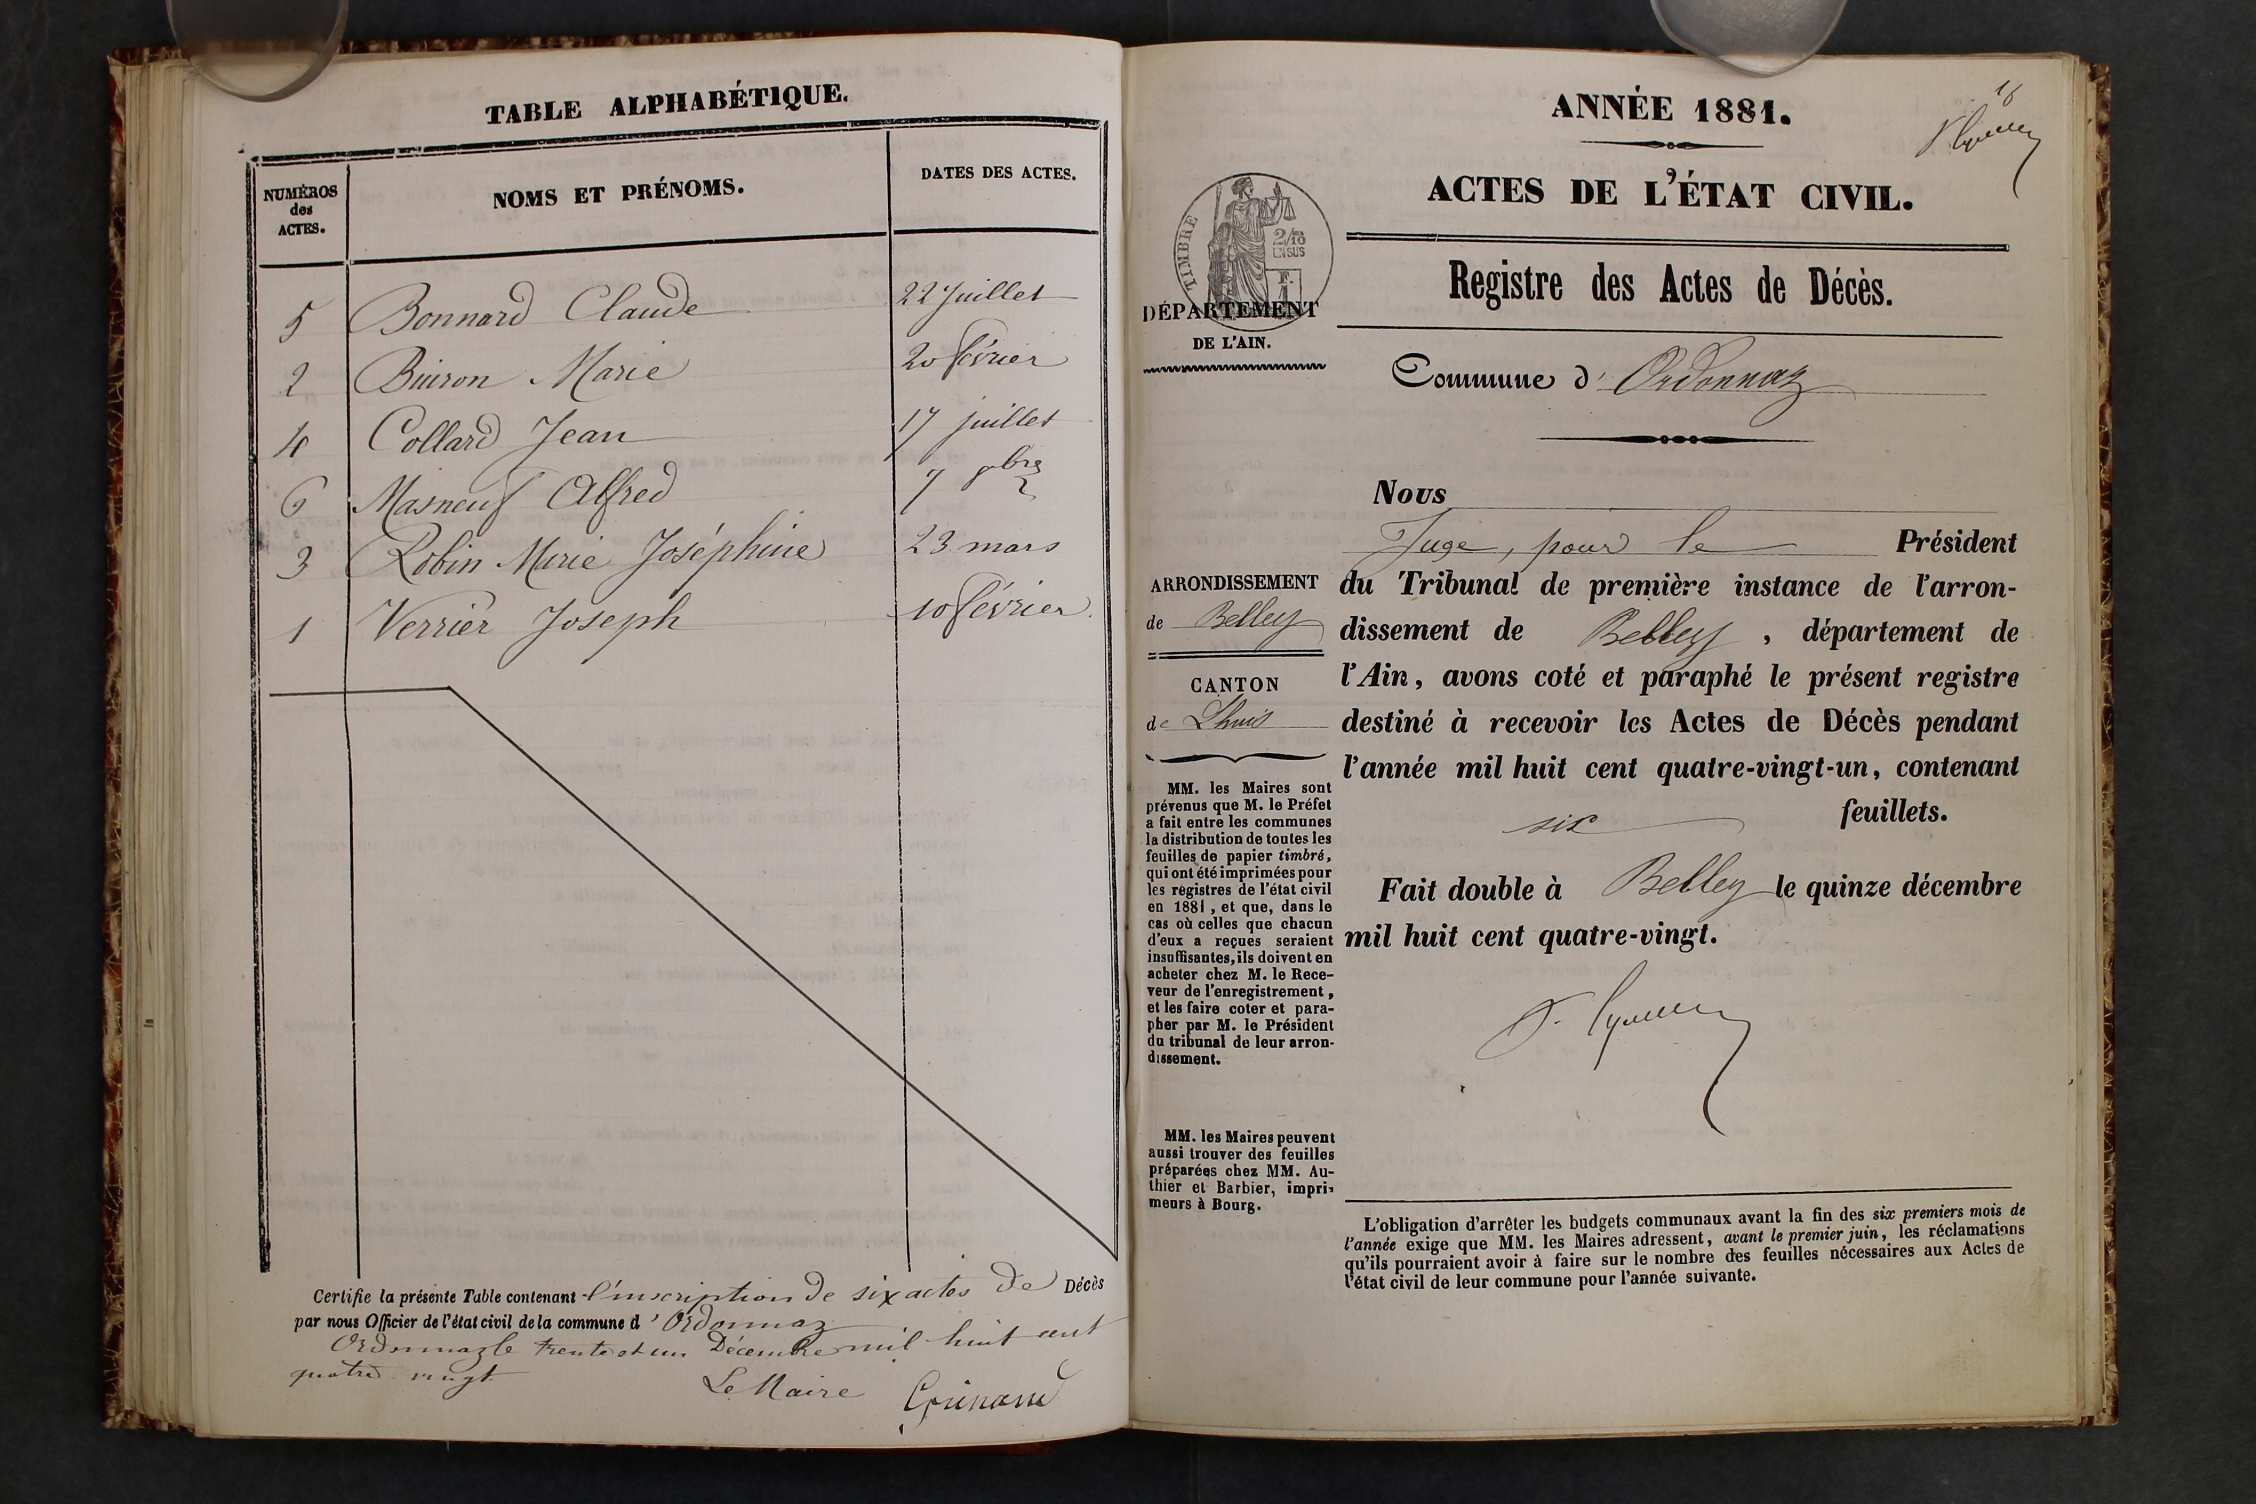 TABLE ALPHABÉTIQUE.
NUMÉROS
des
ACTES.
NOMS ET PRÉNOMS.
DATES DES ACTES.
5 Bonnard Claude 22 Juillet
2 Buiron Marie 20 février
4 Collard Jean 17 juillet
6 Masneuf Alfred 7 8bre
3 Robin Marie Joséphine 23 mars
1 Verrier Joseph 10 février
Certifie la présente Table contenant l'inscription de six actes de Décès
par nous Officier de l'état civil de la commune d'Ordonnaz
Ordonnaz le trente et un Décembre mil huit cent
quatre vingt
Le Maire
ANNÉE 1881.
ACTES DE L'ÉTAT CIVIL.
TIMBRE
2/10
EN SUS
DÉPARTEMENT
DE L'AIN.
Registre des Actes de Décès.
Commune d'Ordonnaz
ARRONDISSEMENT
de Belley
CANTON
de Lhuis
MM. les Maires sont
prévenus que M. le Préfet
a fait entre les communes
la distribution de toutes les
feuilles de papier timbré,
qui ont été imprimées pour
les registres de l'état civil
en 1881, et que, dans le
cas où celles que chacun
d'eux a reçues seraient
insuffisantes, ils doivent en
acheter chez M. le Rece-
veur de l'enregistrement,
et les faire coter et para-
pher par M. le Président
du tribunal de leur arron-
dissement.
MM. les Maires peuvent
aussi trouver des feuilles
préparées chez MM. Au-
thier et Barbier, impri-
meurs à Bourg.
Nous
Juge, pour le Président
du Tribunal de première instance de l'arron-
dissement de Belley, département de
l'Ain, avons coté et paraphé le présent registre
destiné à recevoir les Actes de Décès pendant
l'année mil huit cent quatre-vingt-un, contenant
six feuillets.
Fait double à Belley le quinze décembre
mil huit cent quatre-vingt.
L'obligation d'arrêter les budgets communaux avant la fin des six premiers mois de
l'année exige que MM. les Maires adressent, avant le premier juin, les réclamations
qu'ils pourraient avoir à faire sur le nombre des feuilles nécessaires aux Actes de
l'état civil de leur commune pour l'année suivante.